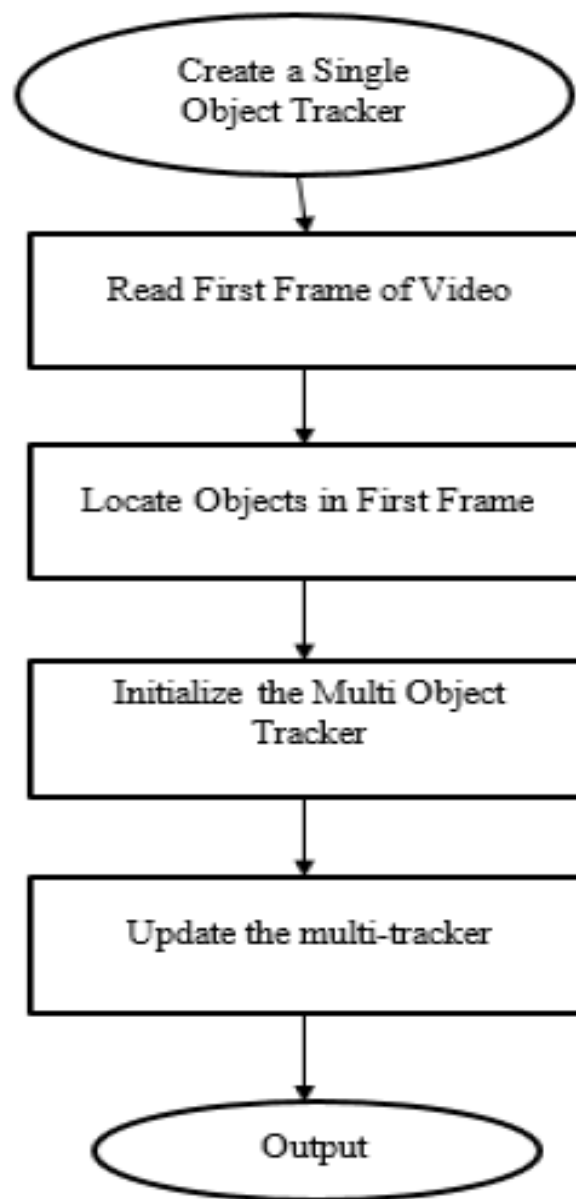 Create a Single
Object Tracker
Read First Frame of Video
Locate Objects in First Frame
Initialize the Multi Object
Tracker
Update the multi-tracker
Output